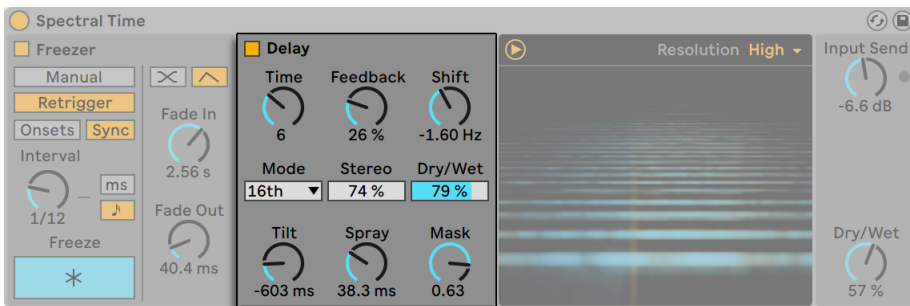 Spectral Time
Freezer
Manual
Retrigger
Onsets Sync
Interval
1/12
ms
Freeze
Fade In
2.56 s
Fade Out
40.4 ms
Delay
Time Feedback Shift
6 26 % -1.60 Hz
Mode Stereo Dry/Wet
16th 74 % 79 %
Tilt Spray Mask
-603 ms 38.3 ms 0.63
Resolution High
Input Send
-6.6 dB
Dry/Wet
57 %